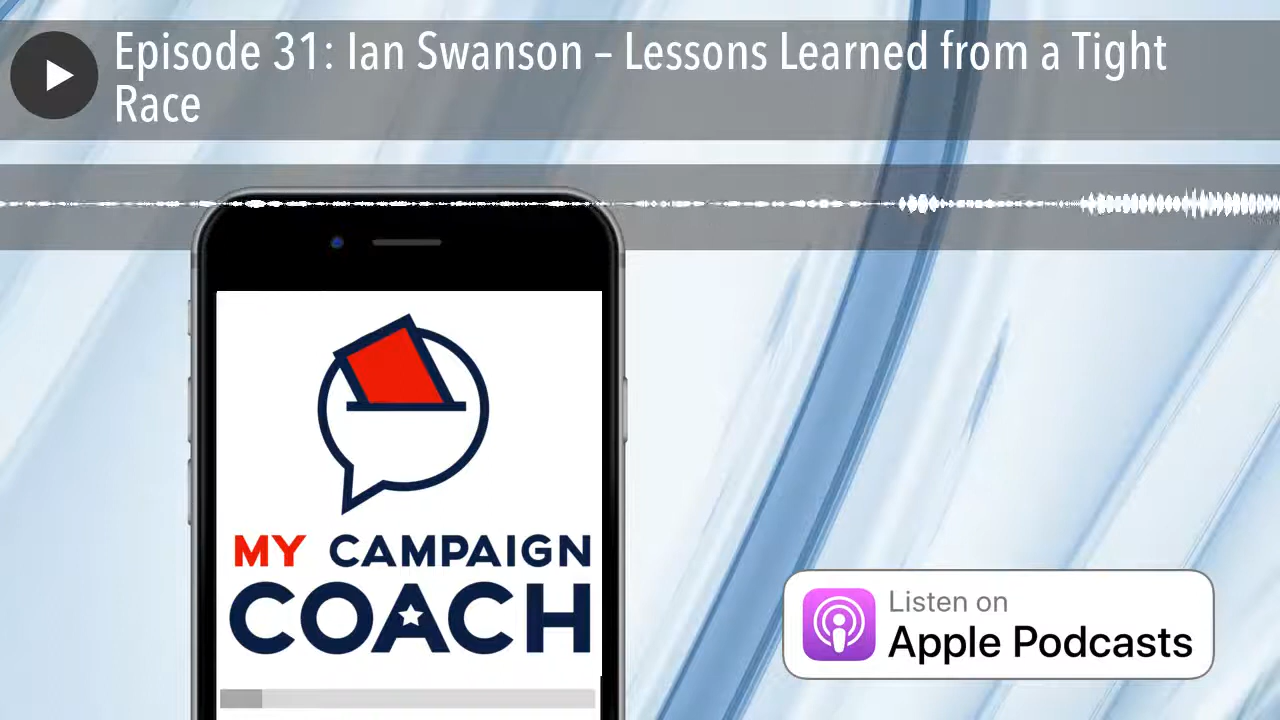 Episode 31: Ian Swanson – Lessons Learned from a Tight
Race
MY CAMPAIGN
COACH
Listen on
Apple Podcasts